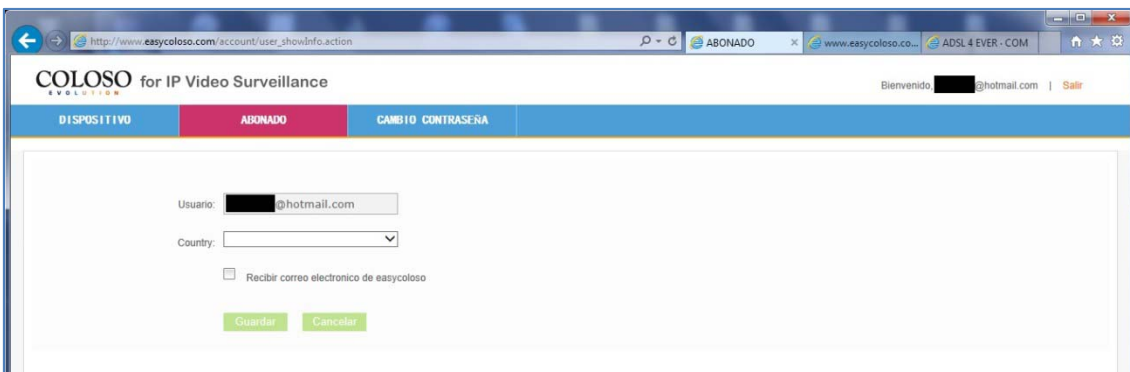 http://www.easycoloso.com/account/user_showInfo.action
ABONADO
www.easycoloso.co...
ADSL 4 EVER - COM
COLOSO for IP Video Surveillance
EVOLUTION
Bienvenido, @hotmail.com | Salir
DISPOSITIVO
ABONADO
CAMBIO CONTRASEÑA
Usuario: @hotmail.com
Country:
Recibir correo electronico de easycoloso
Guardar
Cancelar